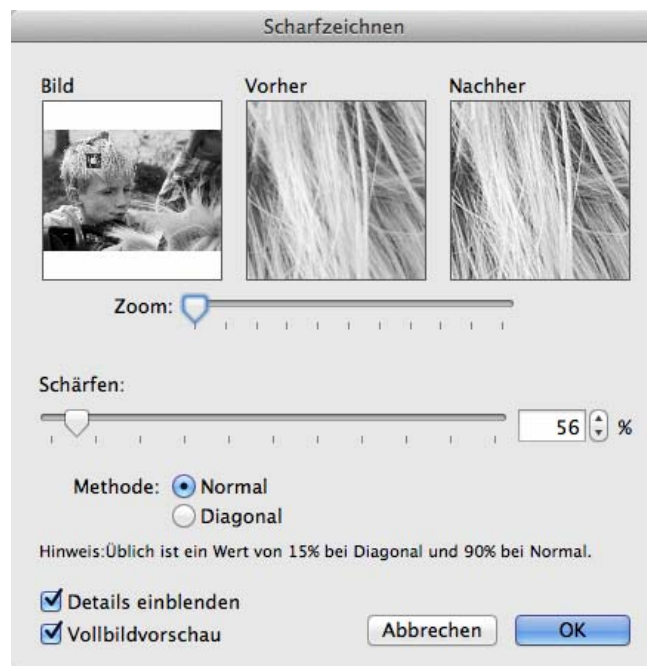 Scharfzeichnen
Bild Vorher Nachher
Zoom:
Schärfen:
56 %
Methode: Normal
Diagonal
Hinweis:Üblich ist ein Wert von 15% bei Diagonal und 90% bei Normal.
Details einblenden
Vollbildvorschau
Abbrechen OK